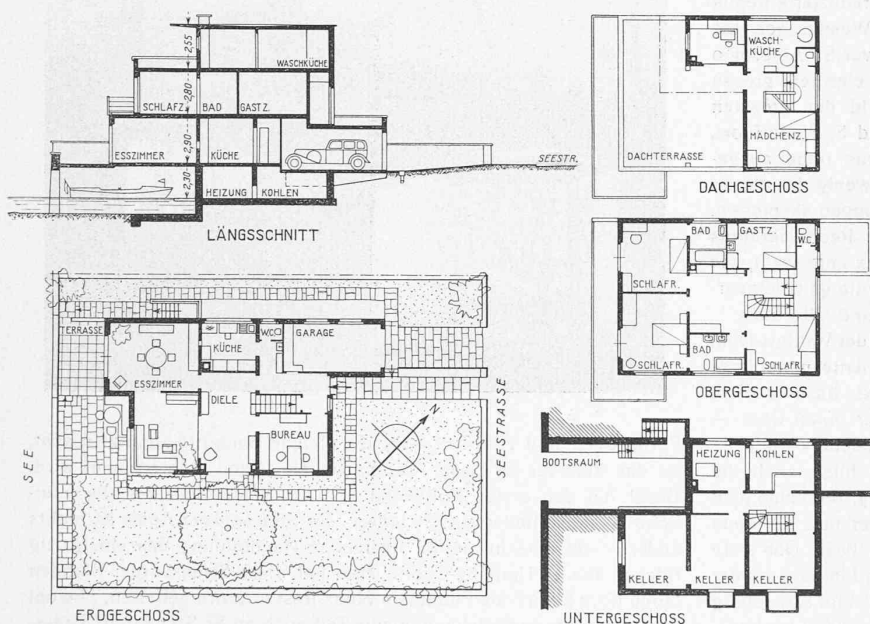 2,55
WASCHKÜCHE
2,80
SCHLAFZ.
BAD
GASTZ.
2,90
ESSZIMMER
KÜCHE
SEESTR.
2,30
HEIZUNG
KOHLEN
LÄNGSSCHNITT
WASCH-
KÜCHE
MÄDCHENZ.
DACHTERRASSE
DACHGESCHOSS
BAD
GASTZ.
W.C.
SCHLAFR.
SCHLAFR.
BAD
SCHLAFR.
OBERGESCHOSS
TERRASSE
KÜCHE
WC
GARAGE
ESSZIMMER
DIELE
BUREAU
N
SEE
SEESTRASSE
ERDGESCHOSS
HEIZUNG
KOHLEN
BOOTSRAUM
KELLER
KELLER
KELLER
UNTERGESCHOSS